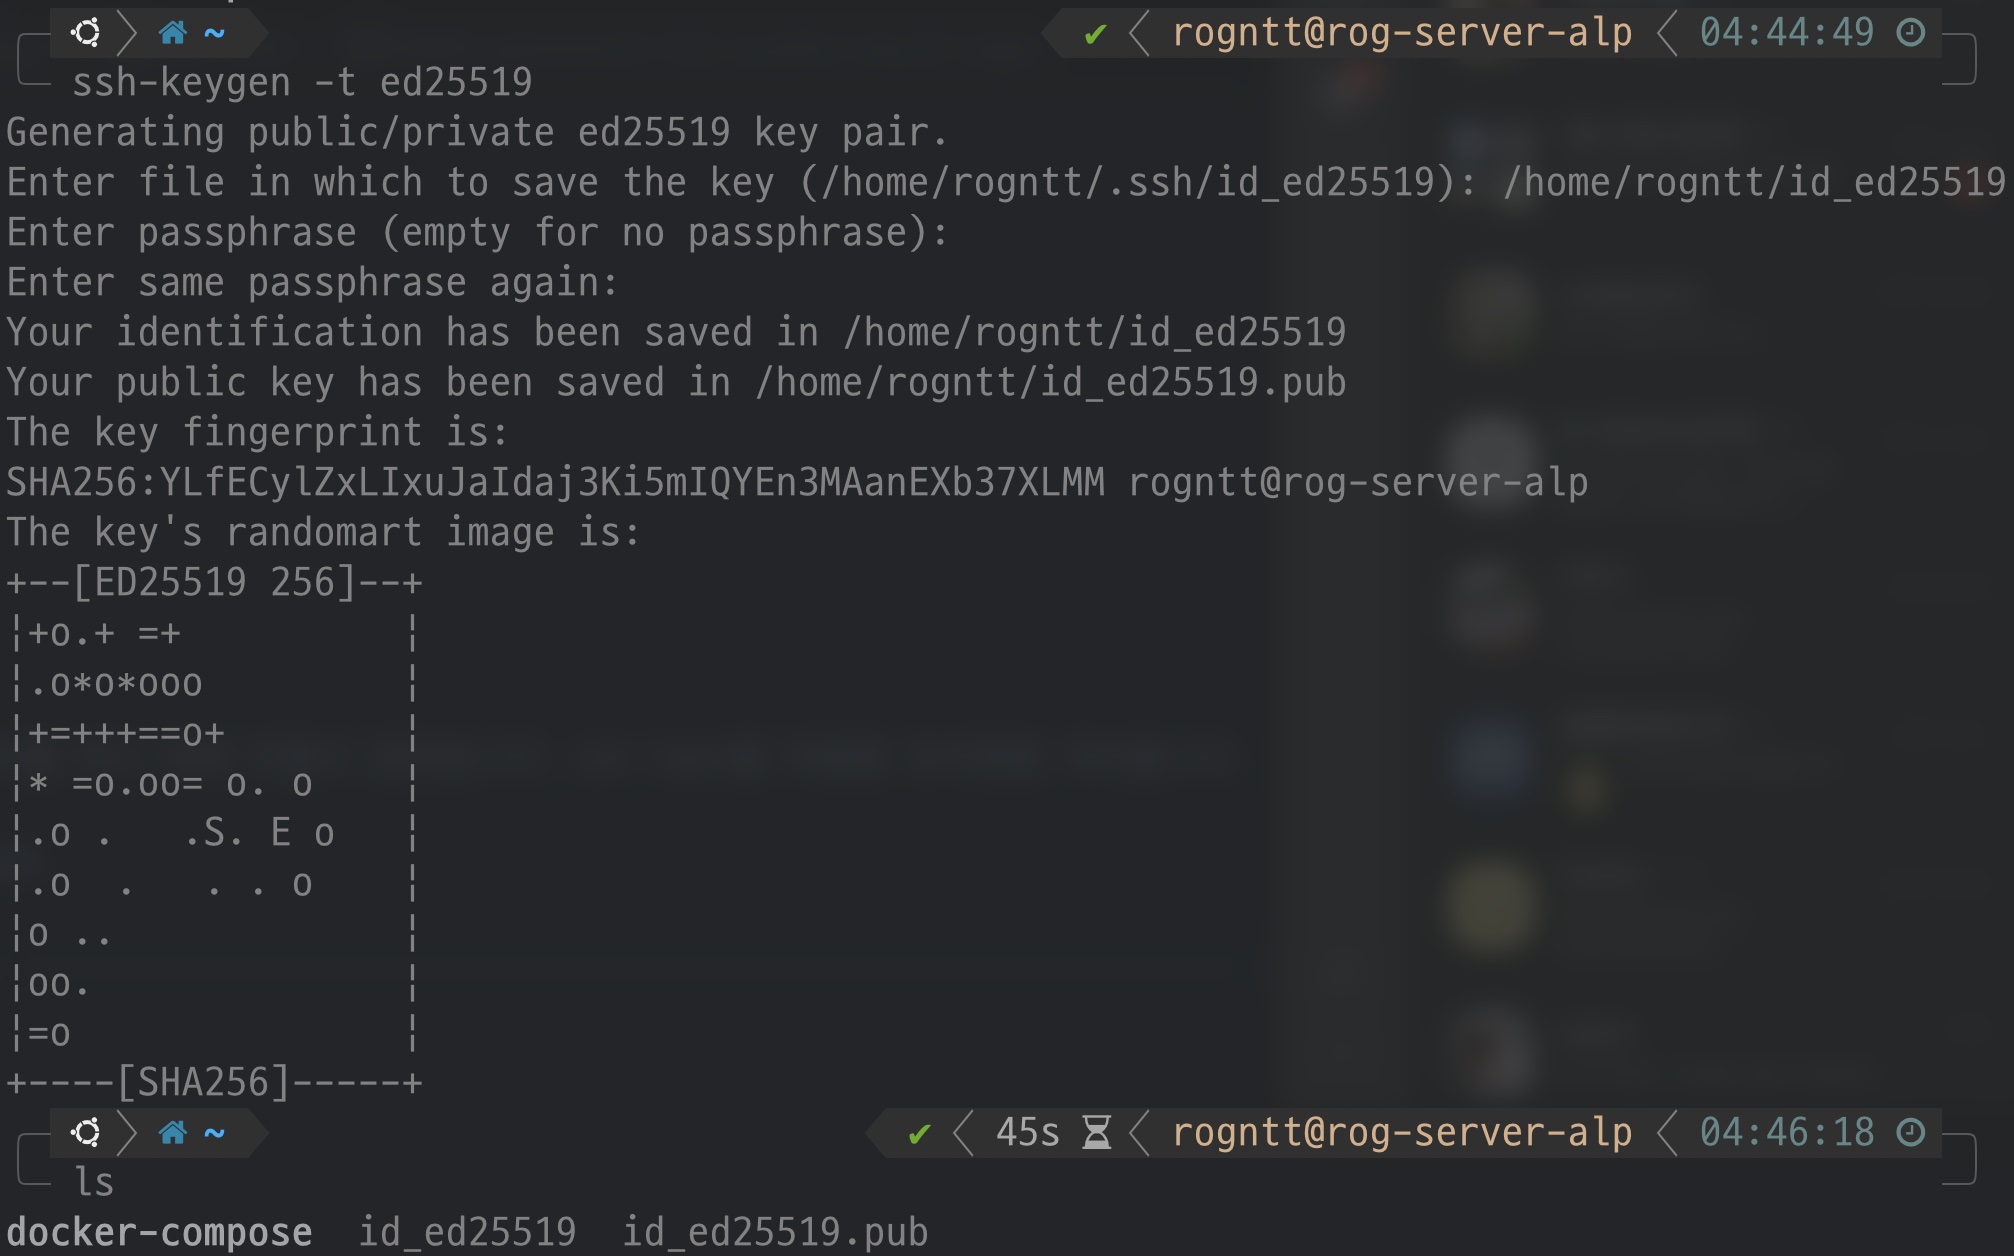 ~ ✔ rogntt@rog-server-alp 04:44:49
ssh-keygen -t ed25519
Generating public/private ed25519 key pair.
Enter file in which to save the key (/home/rogntt/.ssh/id_ed25519): /home/rogntt/id_ed25519
Enter passphrase (empty for no passphrase):
Enter same passphrase again:
Your identification has been saved in /home/rogntt/id_ed25519
Your public key has been saved in /home/rogntt/id_ed25519.pub
The key fingerprint is:
SHA256:YLfECylZxLIxuJaIdaj3Ki5mIQYEn3MAanEXb37XLMM rogntt@rog-server-alp
The key's randomart image is:
+--[ED25519 256]--+
|+o.+ =+          |
|.o*o*ooo         |
|+=+++==o+        |
|* =o.oo= o. o    |
|.o .   .S. E o   |
|.o  .   . . o    |
|o ..             |
|oo.              |
|=o               |
+----[SHA256]-----+
~ ✔ 45s rogntt@rog-server-alp 04:46:18
ls
docker-compose  id_ed25519  id_ed25519.pub